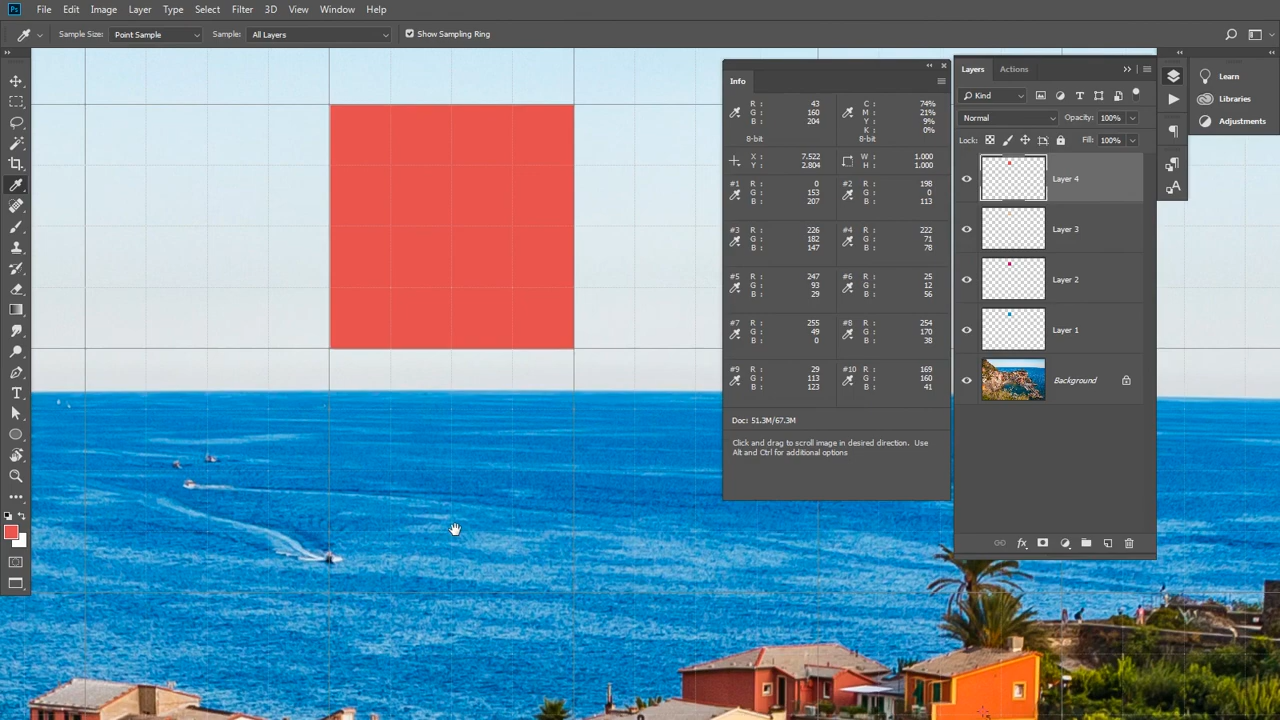 Ps File Edit Image Layer Type Select Filter 3D View Window Help
Sample Size: Point Sample Sample: All Layers Show Sampling Ring
Info
R : 43 C : 74%
G : 160 M : 21%
B : 204 Y : 9%
K : 0%
8-bit 8-bit
X : 7.522 W : 1.000
Y : 2.804 H : 1.000
#1 R : 0 #2 R : 198
G : 153 G : 0
B : 207 B : 113
#3 R : 226 #4 R : 222
G : 182 G : 71
B : 147 B : 78
#5 R : 247 #6 R : 25
G : 93 G : 12
B : 29 B : 56
#7 R : 255 #8 R : 254
G : 49 G : 170
B : 0 B : 38
#9 R : 29 #10 R : 169
G : 113 G : 160
B : 123 B : 41
Doc: 51.3M/67.3M
Click and drag to scroll image in desired direction. Use
Alt and Ctrl for additional options
Layers Actions
Kind
Normal Opacity: 100%
Lock: Fill: 100%
Layer 4
Layer 3
Layer 2
Layer 1
Background
fx
Learn
Libraries
Adjustments